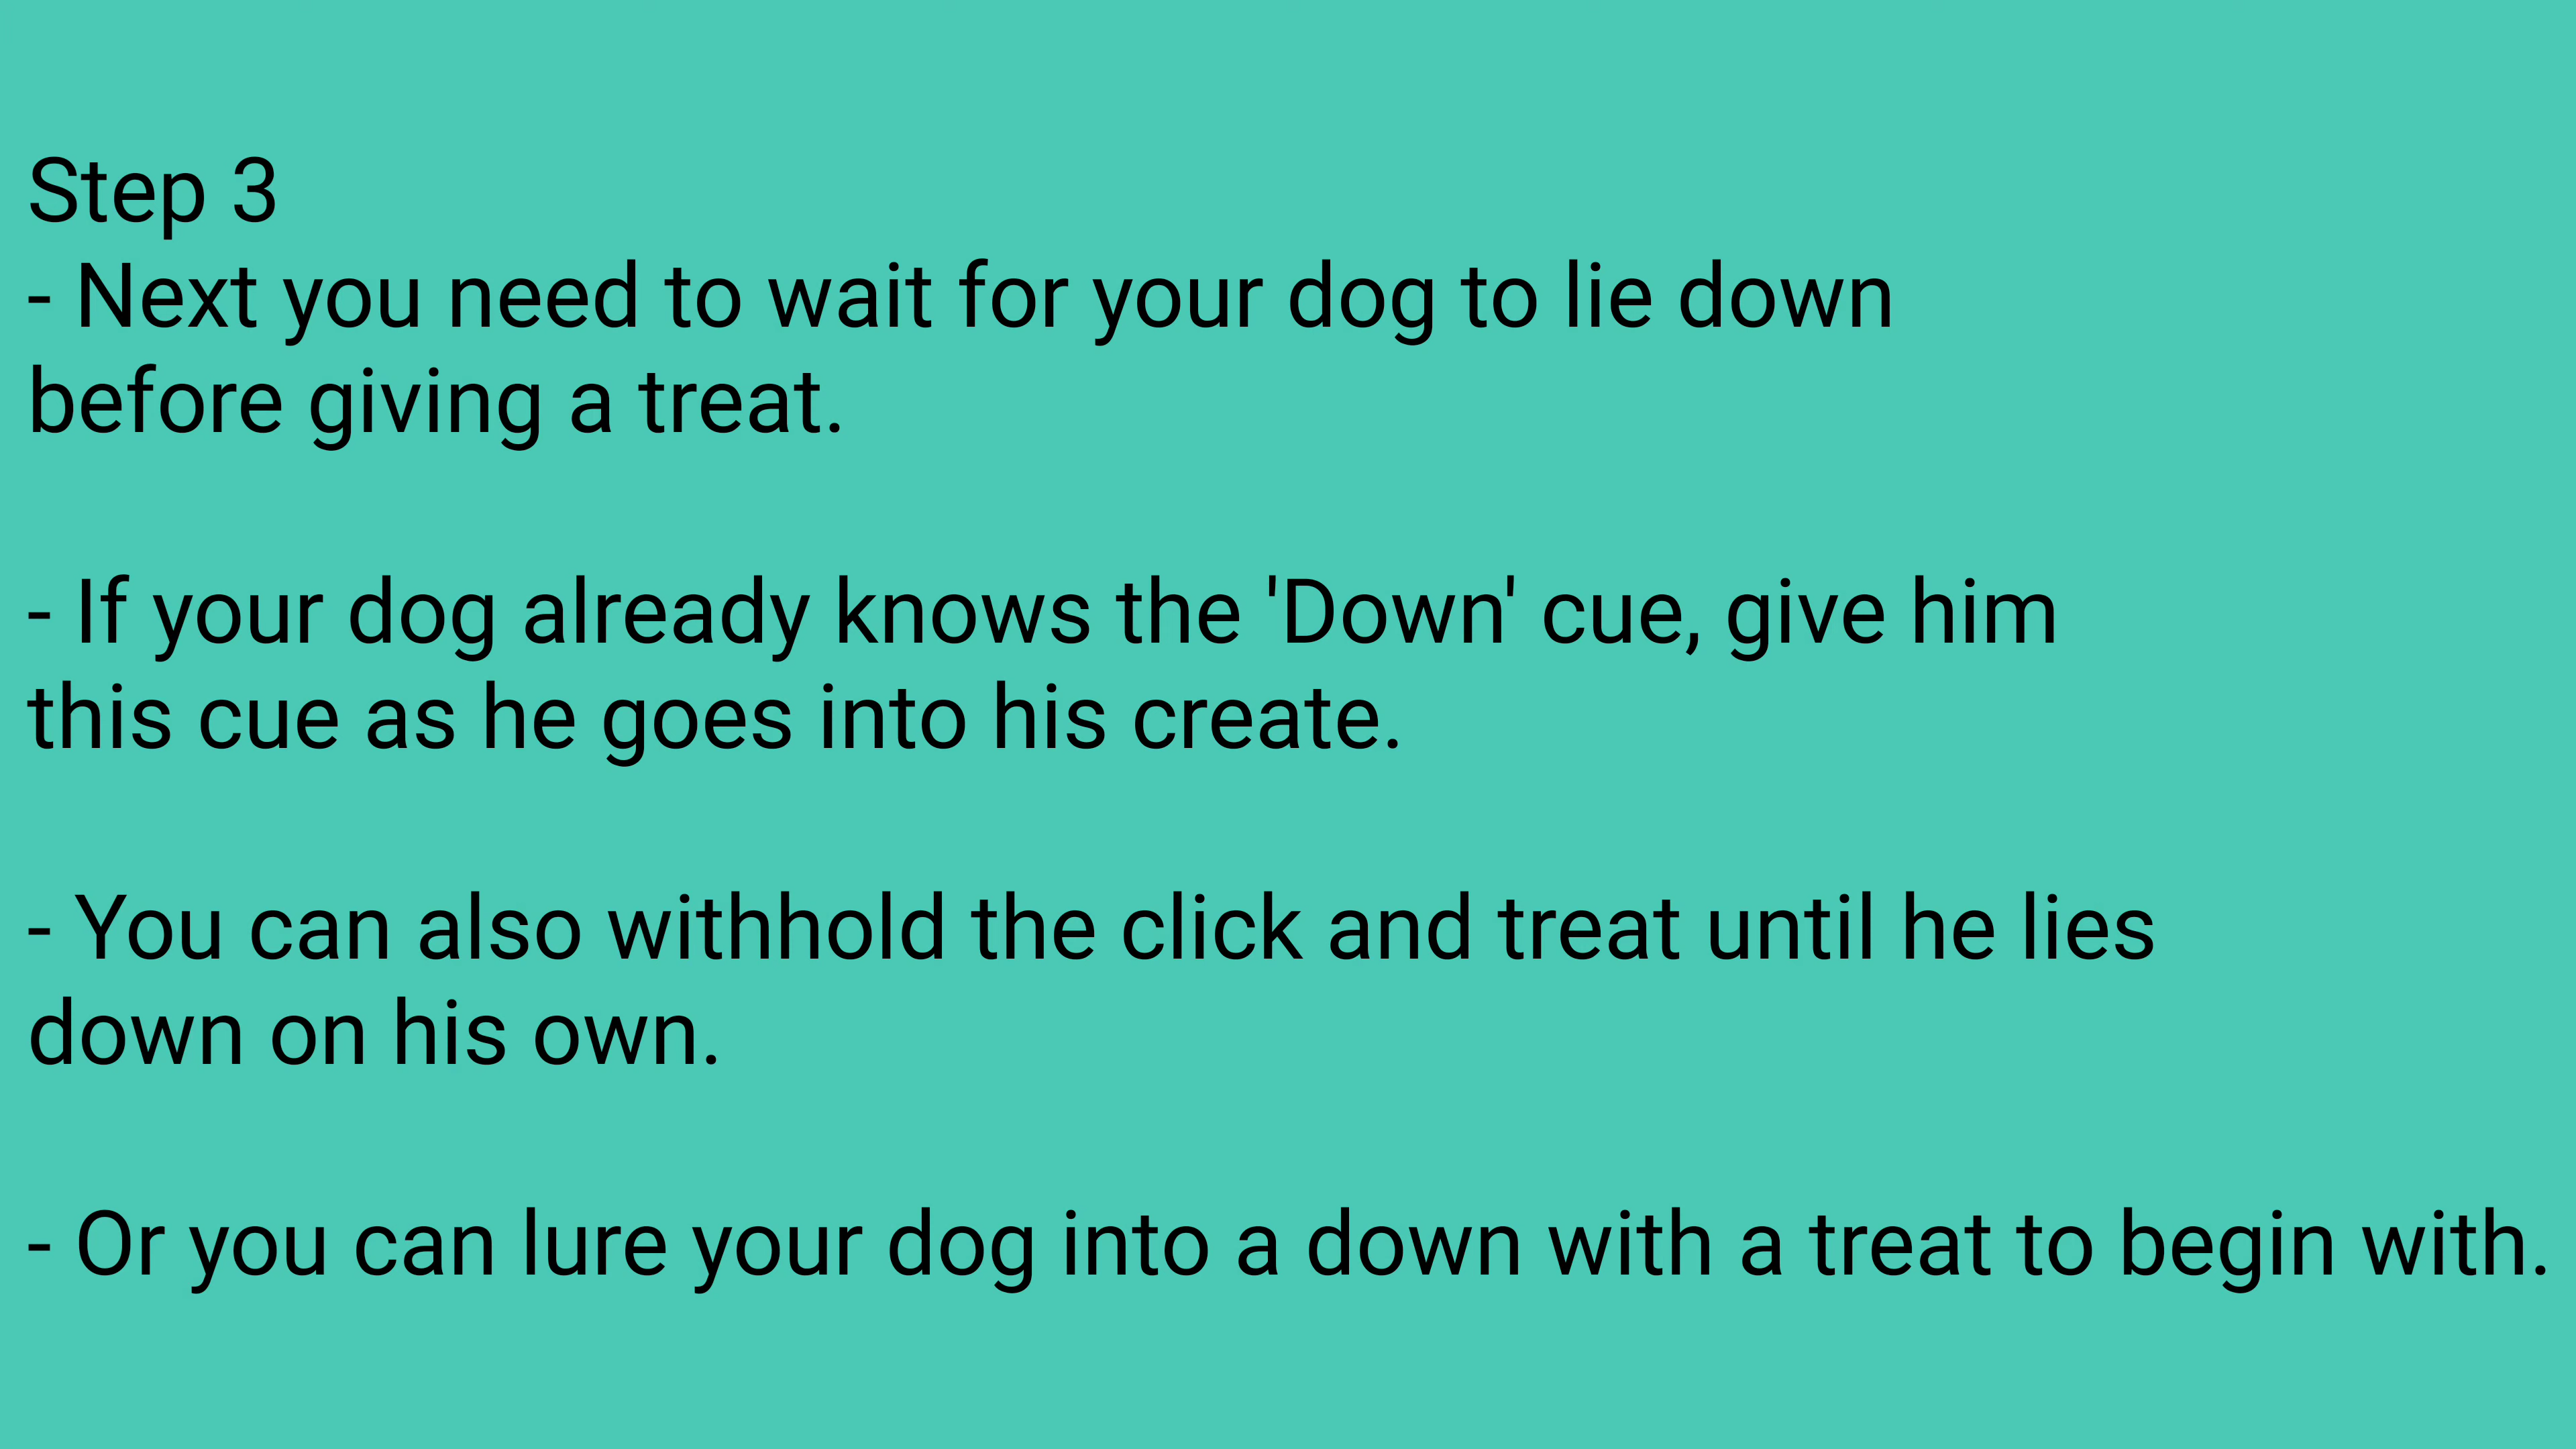 Step 3
- Next you need to wait for your dog to lie down
before giving a treat.
- If your dog already knows the 'Down' cue, give him
this cue as he goes into his create.
- You can also withhold the click and treat until he lies
down on his own.
- Or you can lure your dog into a down with a treat to begin with.